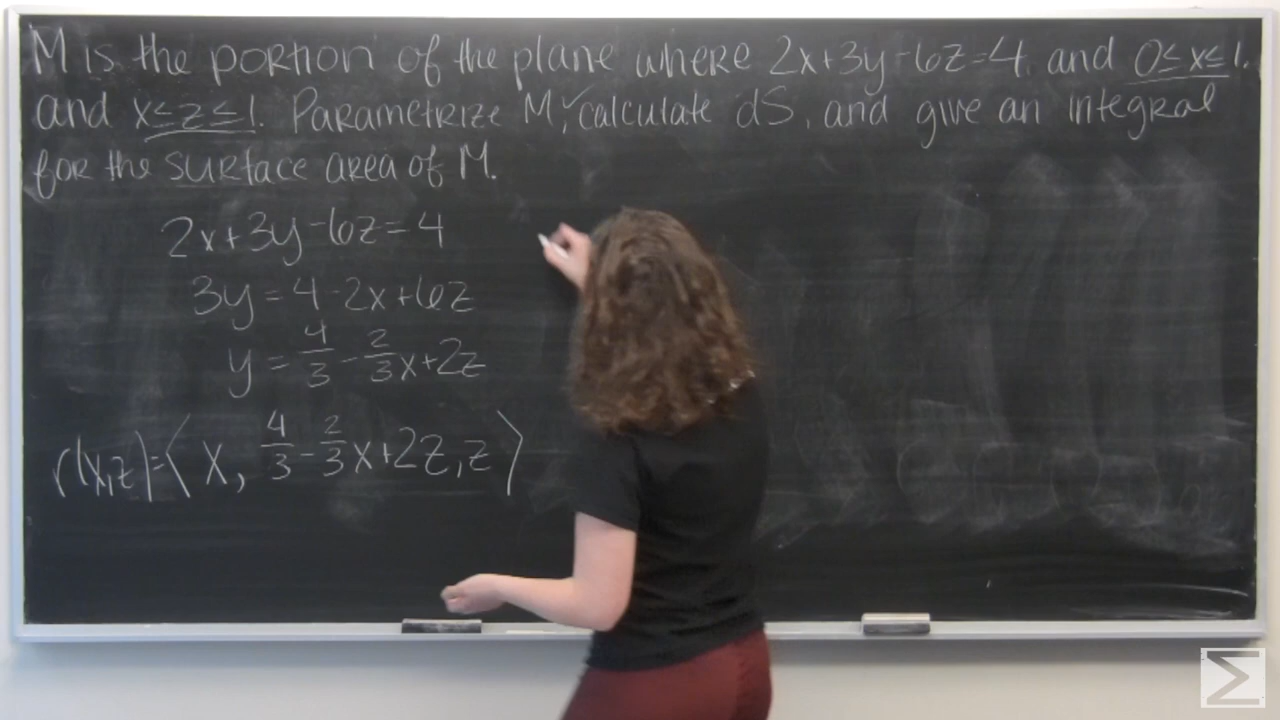 M is the portion of the plane where 2x+3y-6z=4 and 0≤x≤1.
and x≤z≤1. Parametrize M, calculate dS, and give an integral
for the surface area of M.
2x+3y-6z=4
3y=4-2x+6z
y=4/3-2/3x+2z
r(x,z)=⟨x, 4/3-2/3x+2z, z⟩
Σ